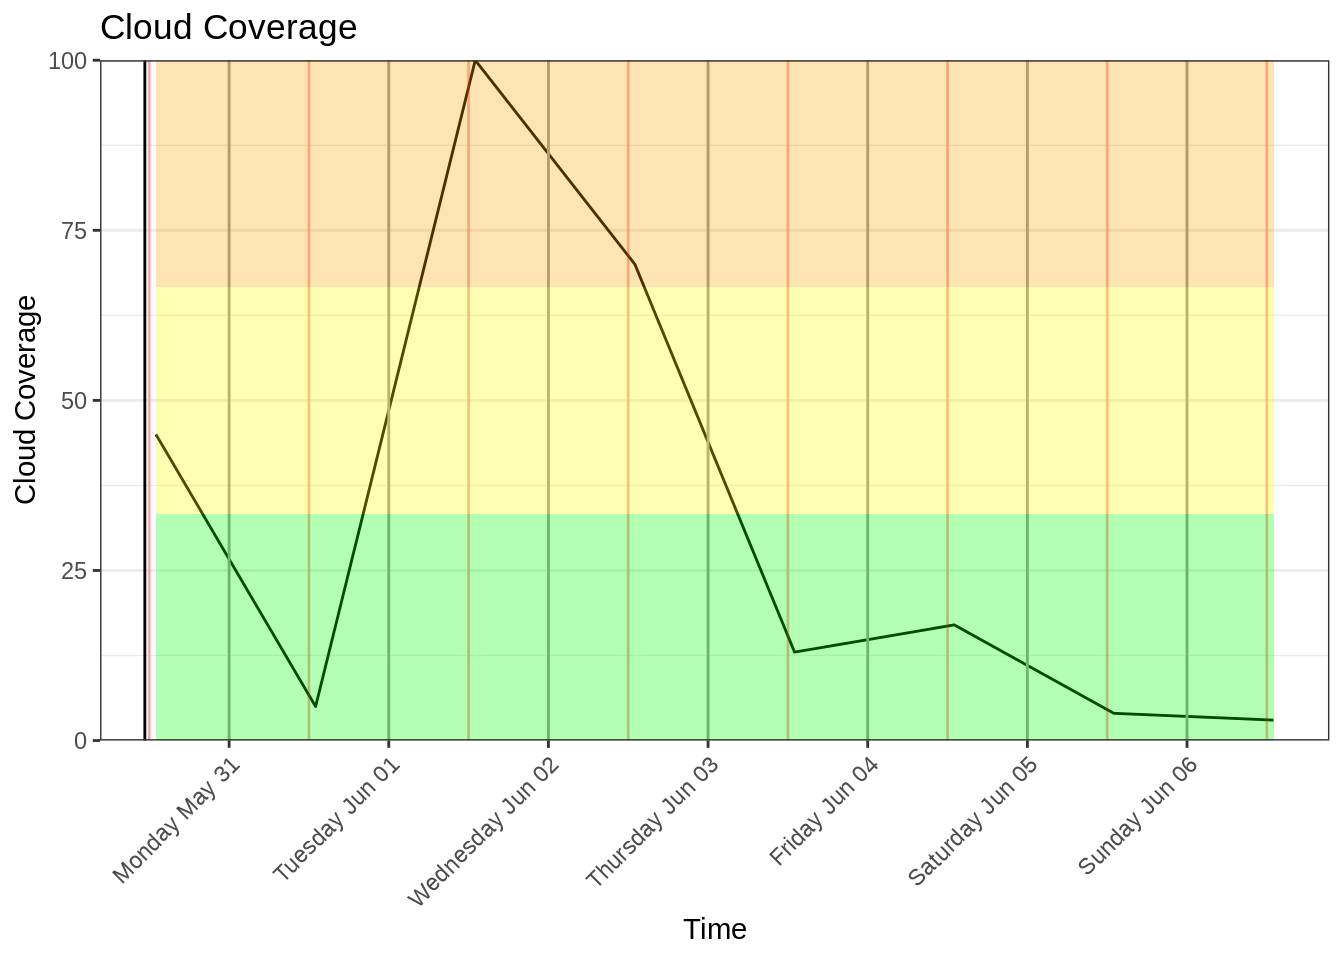 Cloud Coverage
100
75
50
25
0
Cloud Coverage
Monday May 31
Tuesday Jun 01
Wednesday Jun 02
Thursday Jun 03
Friday Jun 04
Saturday Jun 05
Sunday Jun 06
Time